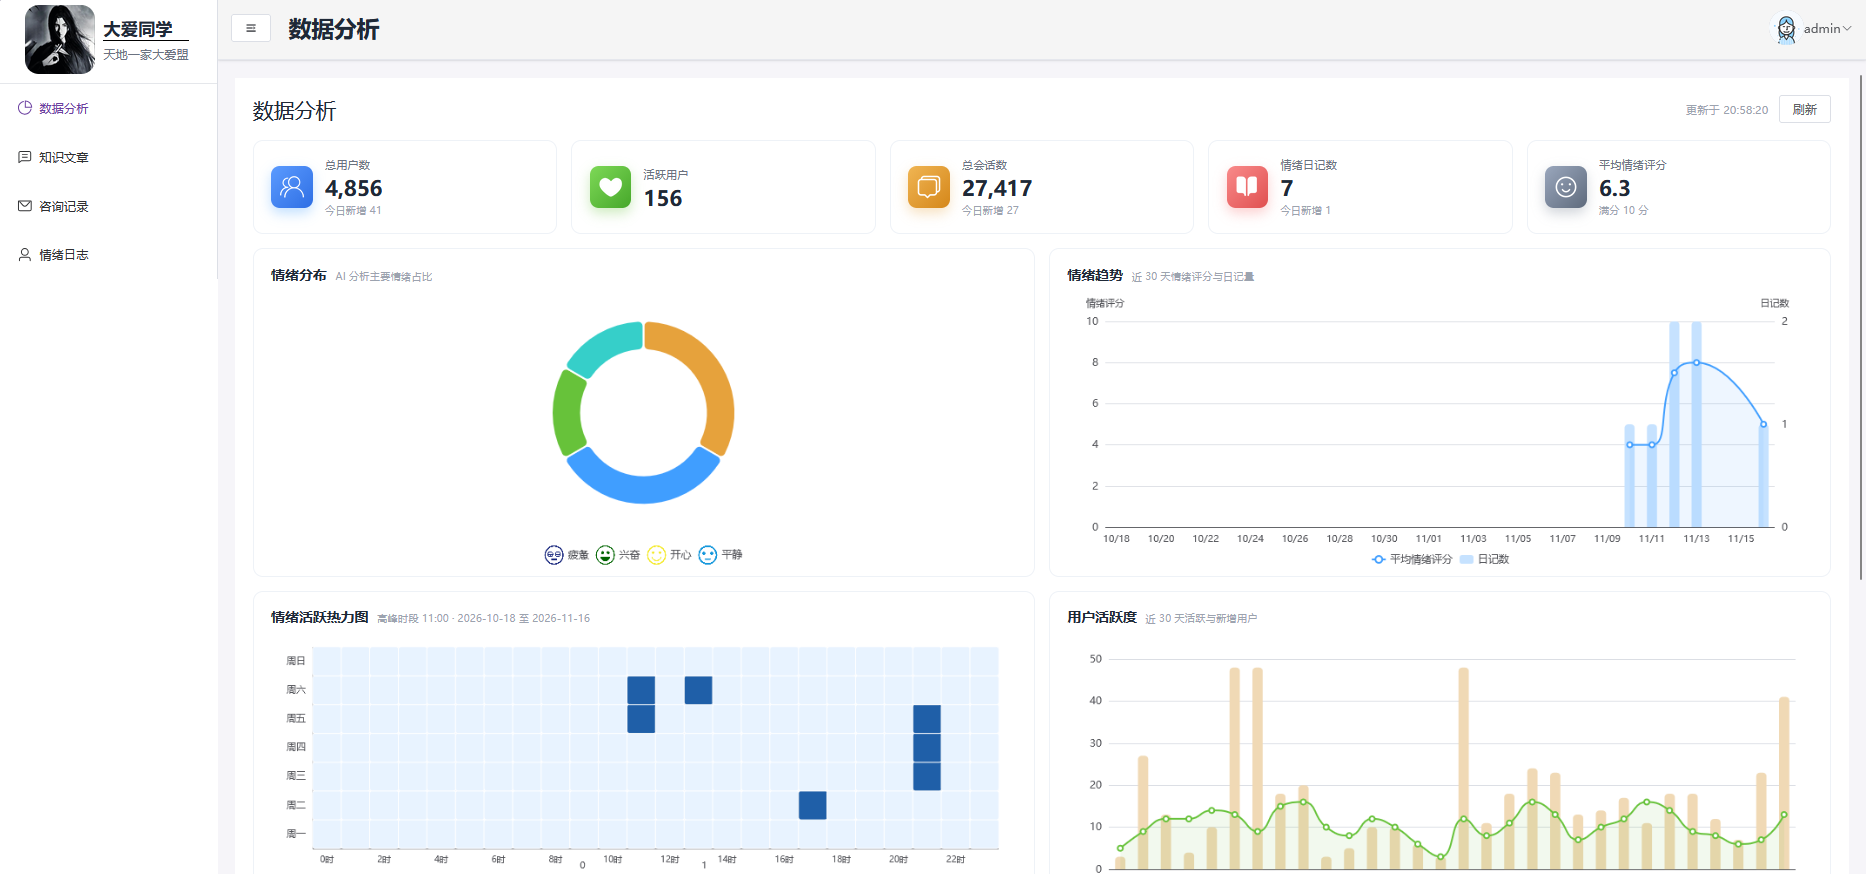 大爱同学
天地一家大爱盟
数据分析
知识文章
咨询记录
情绪日志
数据分析
admin
数据分析
更新于 20:58:20
刷新
总用户数
4,856
今日新增 41
活跃用户
156
总会话数
27,417
今日新增 27
情绪日记数
7
今日新增 1
平均情绪评分
6.3
满分 10 分
情绪分布 AI 分析主要情绪占比
疲惫 兴奋 开心 平静
情绪趋势 近 30 天情绪评分与日记量
情绪评分 日记数
10 2
8
6
4 1
2
0 0
10/18 10/20 10/22 10/24 10/26 10/28 10/30 11/01 11/03 11/05 11/07 11/09 11/11 11/13 11/15
平均情绪评分 日记数
情绪活跃热力图 高峰时段 11:00 · 2026-10-18 至 2026-11-16
周日
周六
周五
周四
周三
周二
周一
0时 2时 4时 6时 8时 10时 12时 14时 16时 18时 20时 22时
0 1
用户活跃度 近 30 天活跃与新增用户
50
40
30
20
10
0